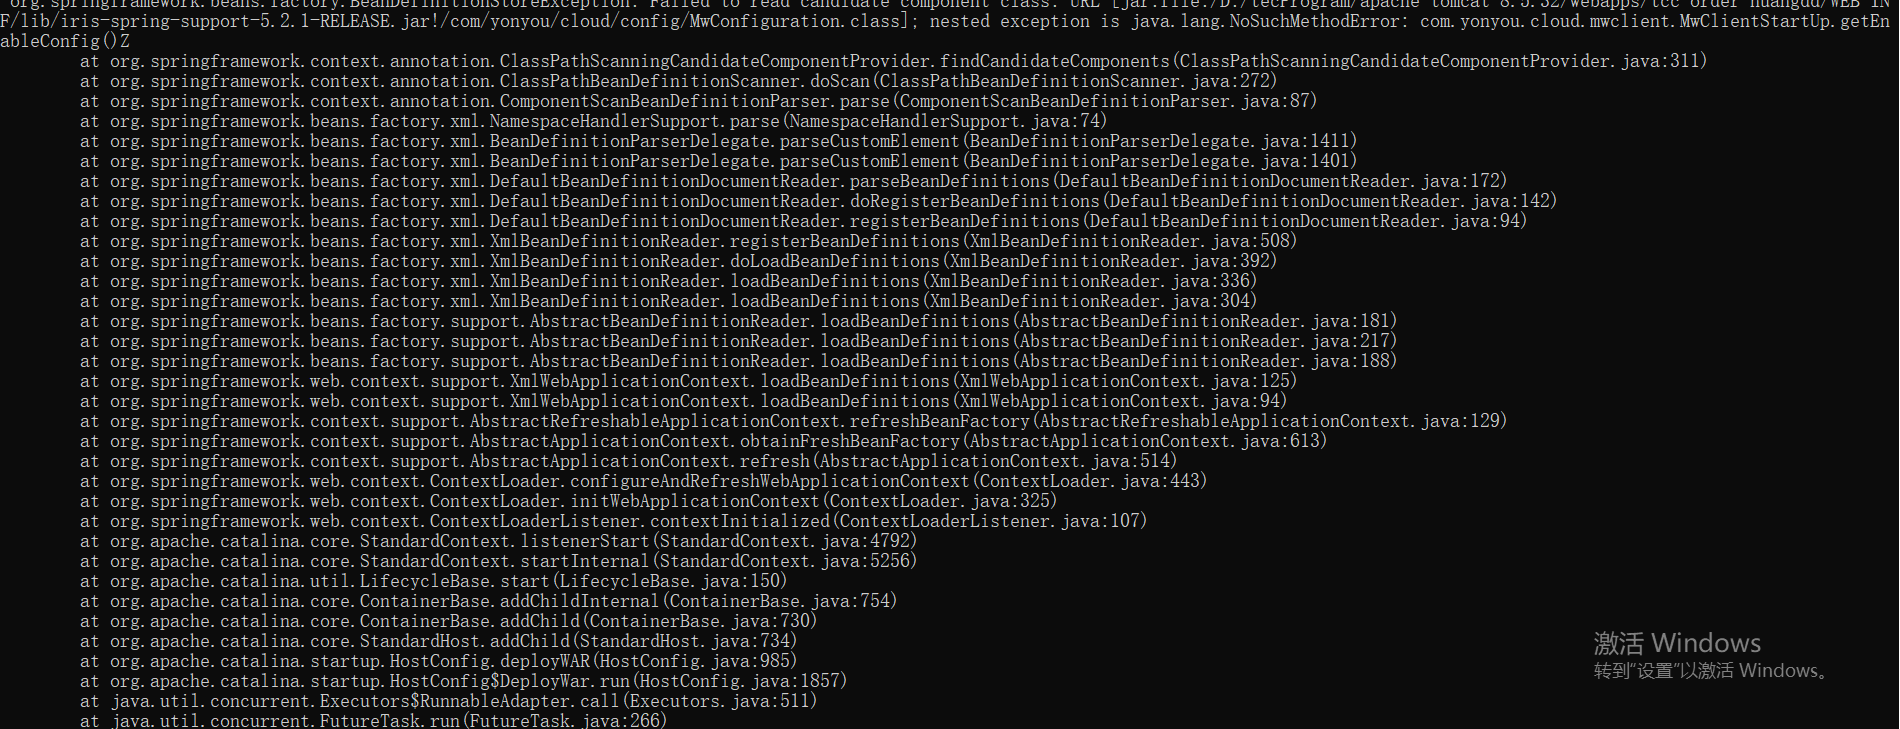 org.springframework.beans.factory.BeanDefinitionStoreException: Failed to read candidate component class: URL [jar:file:/D:/tecProgram/apache tomcat 8.5.32/webapps/tcc order huangdd/WEB IN
F/lib/iris-spring-support-5.2.1-RELEASE.jar!/com/yonyou/cloud/config/MwConfiguration.class]; nested exception is java.lang.NoSuchMethodError: com.yonyou.cloud.mwclient.MwClientStartUp.getEn
ableConfig()Z
at org.springframework.context.annotation.ClassPathScanningCandidateComponentProvider.findCandidateComponents(ClassPathScanningCandidateComponentProvider.java:311)
at org.springframework.context.annotation.ClassPathBeanDefinitionScanner.doScan(ClassPathBeanDefinitionScanner.java:272)
at org.springframework.context.annotation.ComponentScanBeanDefinitionParser.parse(ComponentScanBeanDefinitionParser.java:87)
at org.springframework.beans.factory.xml.NamespaceHandlerSupport.parse(NamespaceHandlerSupport.java:74)
at org.springframework.beans.factory.xml.BeanDefinitionParserDelegate.parseCustomElement(BeanDefinitionParserDelegate.java:1411)
at org.springframework.beans.factory.xml.BeanDefinitionParserDelegate.parseCustomElement(BeanDefinitionParserDelegate.java:1401)
at org.springframework.beans.factory.xml.DefaultBeanDefinitionDocumentReader.parseBeanDefinitions(DefaultBeanDefinitionDocumentReader.java:172)
at org.springframework.beans.factory.xml.DefaultBeanDefinitionDocumentReader.doRegisterBeanDefinitions(DefaultBeanDefinitionDocumentReader.java:142)
at org.springframework.beans.factory.xml.DefaultBeanDefinitionDocumentReader.registerBeanDefinitions(DefaultBeanDefinitionDocumentReader.java:94)
at org.springframework.beans.factory.xml.XmlBeanDefinitionReader.registerBeanDefinitions(XmlBeanDefinitionReader.java:508)
at org.springframework.beans.factory.xml.XmlBeanDefinitionReader.doLoadBeanDefinitions(XmlBeanDefinitionReader.java:392)
at org.springframework.beans.factory.xml.XmlBeanDefinitionReader.loadBeanDefinitions(XmlBeanDefinitionReader.java:336)
at org.springframework.beans.factory.xml.XmlBeanDefinitionReader.loadBeanDefinitions(XmlBeanDefinitionReader.java:304)
at org.springframework.beans.factory.support.AbstractBeanDefinitionReader.loadBeanDefinitions(AbstractBeanDefinitionReader.java:181)
at org.springframework.beans.factory.support.AbstractBeanDefinitionReader.loadBeanDefinitions(AbstractBeanDefinitionReader.java:217)
at org.springframework.beans.factory.support.AbstractBeanDefinitionReader.loadBeanDefinitions(AbstractBeanDefinitionReader.java:188)
at org.springframework.web.context.support.XmlWebApplicationContext.loadBeanDefinitions(XmlWebApplicationContext.java:125)
at org.springframework.web.context.support.XmlWebApplicationContext.loadBeanDefinitions(XmlWebApplicationContext.java:94)
at org.springframework.context.support.AbstractRefreshableApplicationContext.refreshBeanFactory(AbstractRefreshableApplicationContext.java:129)
at org.springframework.context.support.AbstractApplicationContext.obtainFreshBeanFactory(AbstractApplicationContext.java:613)
at org.springframework.context.support.AbstractApplicationContext.refresh(AbstractApplicationContext.java:514)
at org.springframework.web.context.ContextLoader.configureAndRefreshWebApplicationContext(ContextLoader.java:443)
at org.springframework.web.context.ContextLoader.initWebApplicationContext(ContextLoader.java:325)
at org.springframework.web.context.ContextLoaderListener.contextInitialized(ContextLoaderListener.java:107)
at org.apache.catalina.core.StandardContext.listenerStart(StandardContext.java:4792)
at org.apache.catalina.core.StandardContext.startInternal(StandardContext.java:5256)
at org.apache.catalina.util.LifecycleBase.start(LifecycleBase.java:150)
at org.apache.catalina.core.ContainerBase.addChildInternal(ContainerBase.java:754)
at org.apache.catalina.core.ContainerBase.addChild(ContainerBase.java:730)
at org.apache.catalina.core.StandardHost.addChild(StandardHost.java:734)
at org.apache.catalina.startup.HostConfig.deployWAR(HostConfig.java:985)
at org.apache.catalina.startup.HostConfig$DeployWar.run(HostConfig.java:1857)
at java.util.concurrent.Executors$RunnableAdapter.call(Executors.java:511)
at java.util.concurrent.FutureTask.run(FutureTask.java:266)
激活 Windows
转到"设置"以激活 Windows。